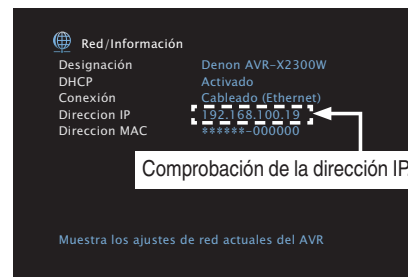 Red/Información
Designación Denon AVR-X2300W
DHCP Activado
Conexión Cableado (Ethernet)
Direccion IP 192.168.100.19
Direccion MAC ******-000000
Comprobación de la dirección IP.
Muestra los ajustes de red actuales del AVR